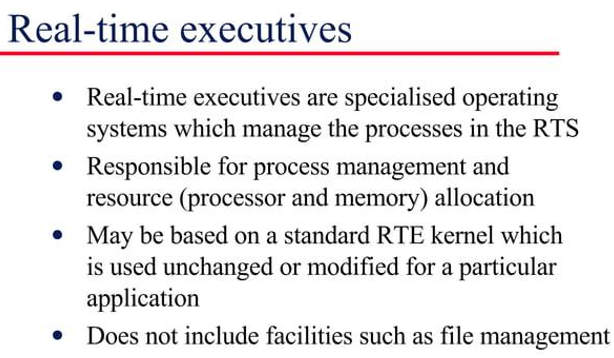 Real-time executives
• Real-time executives are specialised operating
systems which manage the processes in the RTS
• Responsible for process management and
resource (processor and memory) allocation
• May be based on a standard RTE kernel which
is used unchanged or modified for a particular
application
• Does not include facilities such as file management